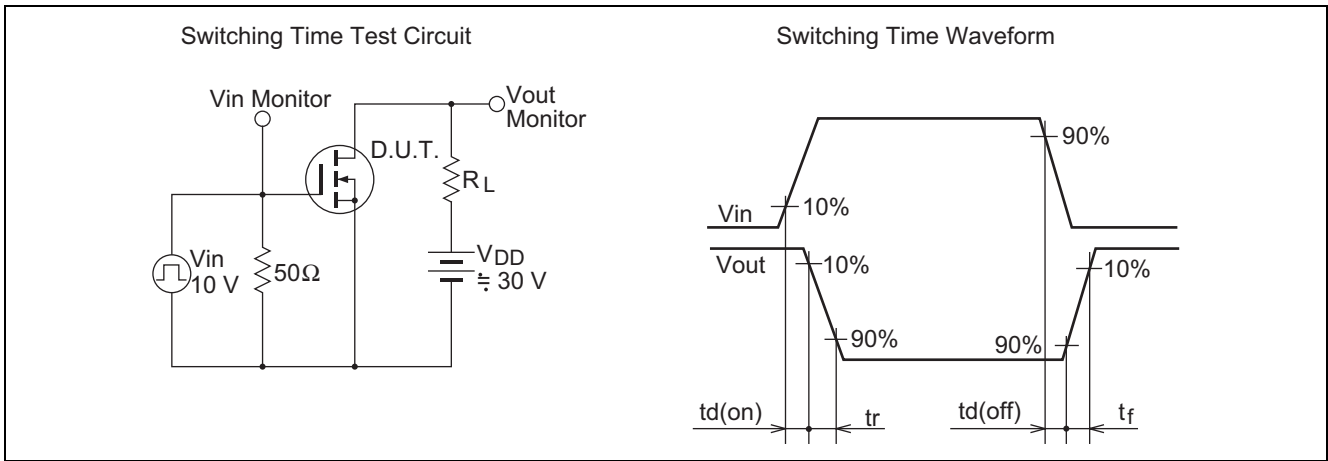 Switching Time Test Circuit
Vin Monitor
Vout
Monitor
D.U.T.
RL
Vin
10 V
50Ω
VDD
≒ 30 V
Switching Time Waveform
Vin
10%
90%
Vout
10%
90%
90%
10%
td(on)
tr
td(off)
tf